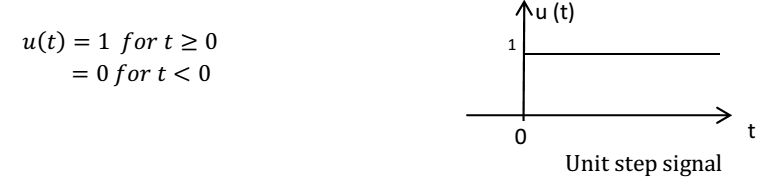 u(t) = 1 for t ≥ 0
= 0 for t < 0
u (t)
1
0
t
Unit step signal